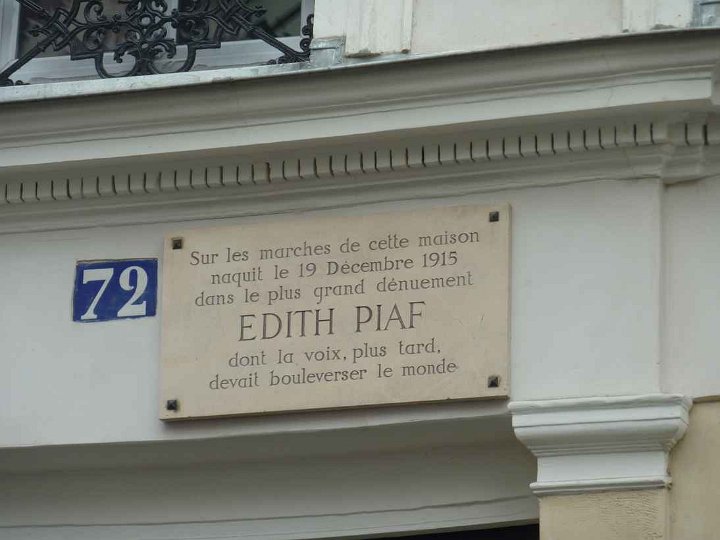 72
Sur les marches de cette maison
naquit le 19 Décembre 1915
dans le plus grand dénuement
EDITH PIAF
dont la voix, plus tard,
devait bouleverser le monde